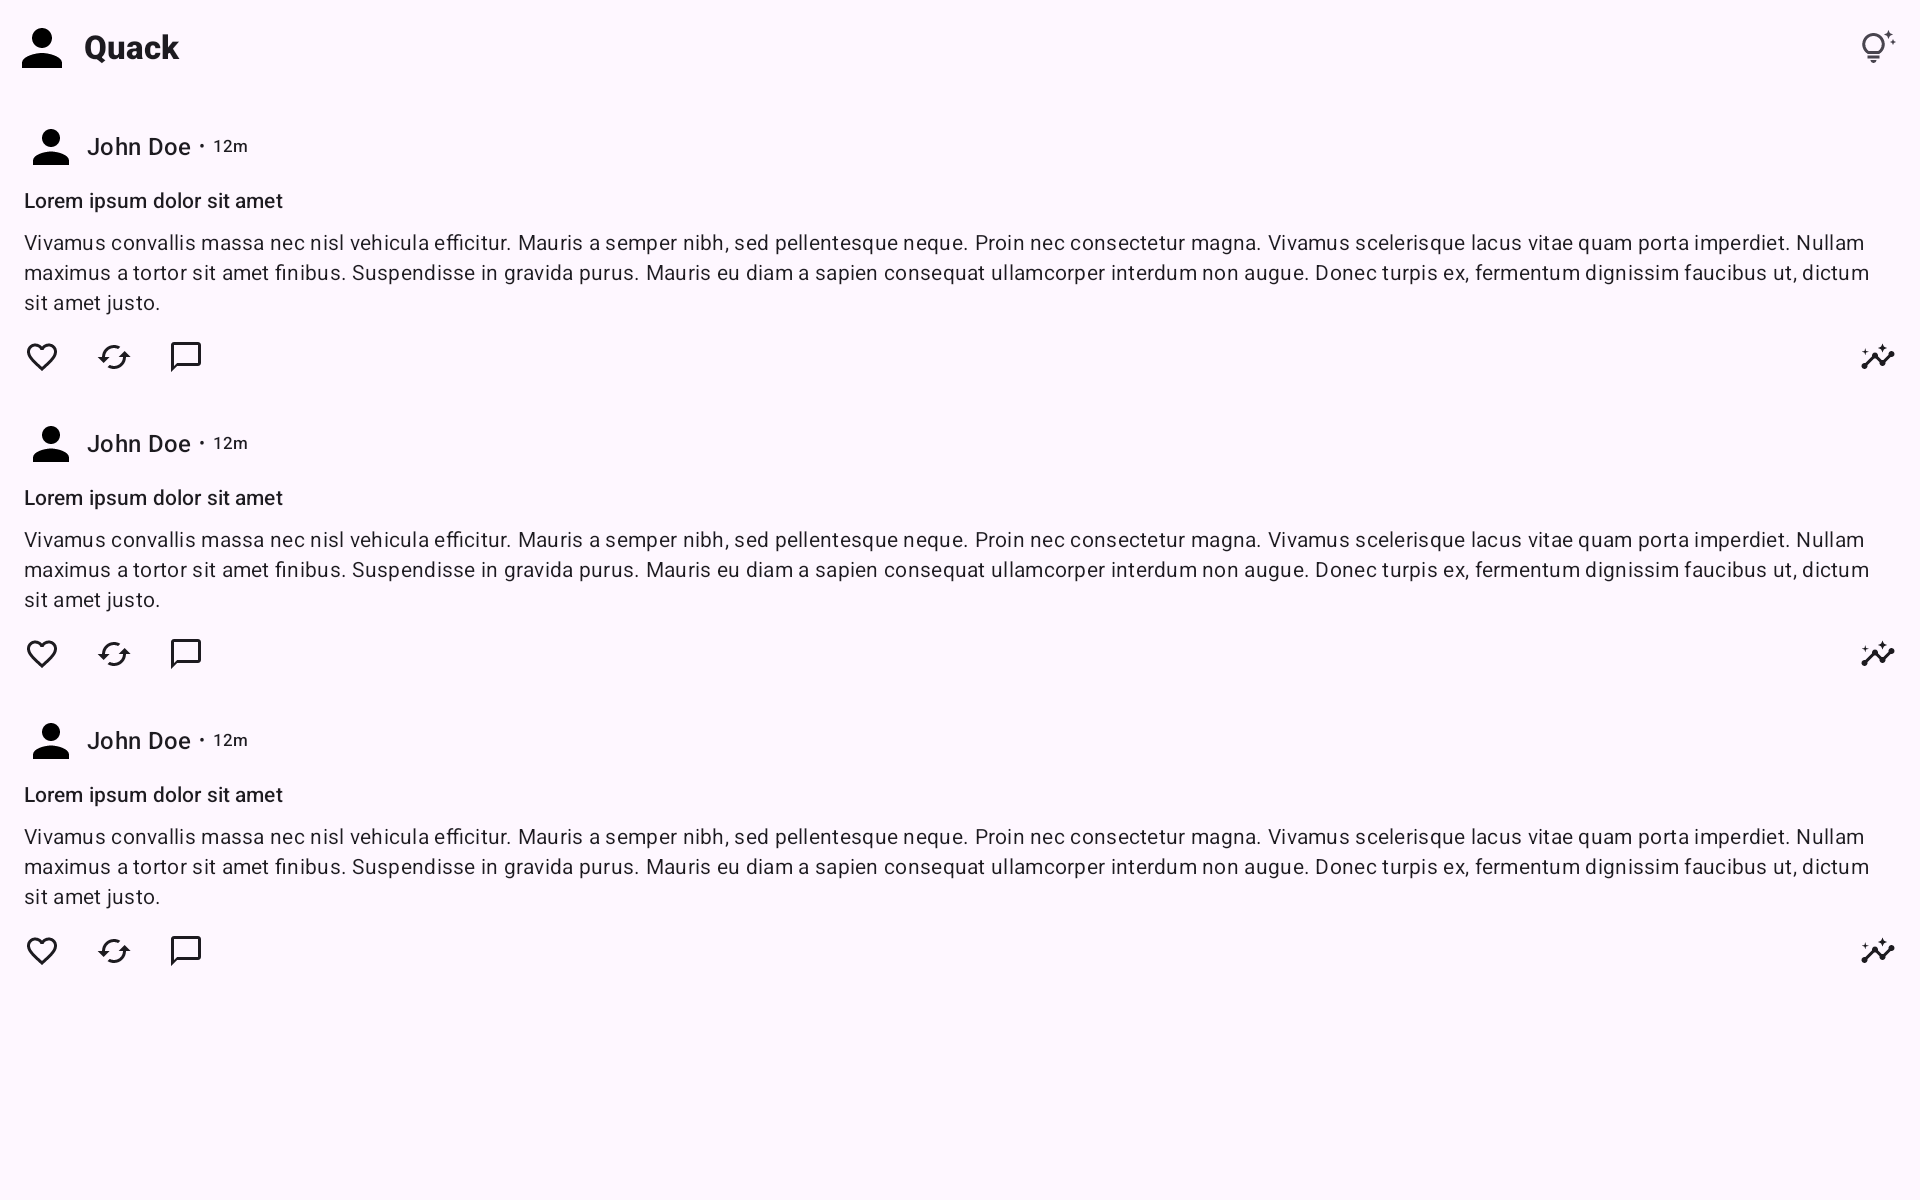 Quack
John Doe • 12m
Lorem ipsum dolor sit amet
Vivamus convallis massa nec nisl vehicula efficitur. Mauris a semper nibh, sed pellentesque neque. Proin nec consectetur magna. Vivamus scelerisque lacus vitae quam porta imperdiet. Nullam
maximus a tortor sit amet finibus. Suspendisse in gravida purus. Mauris eu diam a sapien consequat ullamcorper interdum non augue. Donec turpis ex, fermentum dignissim faucibus ut, dictum
sit amet justo.
John Doe • 12m
Lorem ipsum dolor sit amet
Vivamus convallis massa nec nisl vehicula efficitur. Mauris a semper nibh, sed pellentesque neque. Proin nec consectetur magna. Vivamus scelerisque lacus vitae quam porta imperdiet. Nullam
maximus a tortor sit amet finibus. Suspendisse in gravida purus. Mauris eu diam a sapien consequat ullamcorper interdum non augue. Donec turpis ex, fermentum dignissim faucibus ut, dictum
sit amet justo.
John Doe • 12m
Lorem ipsum dolor sit amet
Vivamus convallis massa nec nisl vehicula efficitur. Mauris a semper nibh, sed pellentesque neque. Proin nec consectetur magna. Vivamus scelerisque lacus vitae quam porta imperdiet. Nullam
maximus a tortor sit amet finibus. Suspendisse in gravida purus. Mauris eu diam a sapien consequat ullamcorper interdum non augue. Donec turpis ex, fermentum dignissim faucibus ut, dictum
sit amet justo.